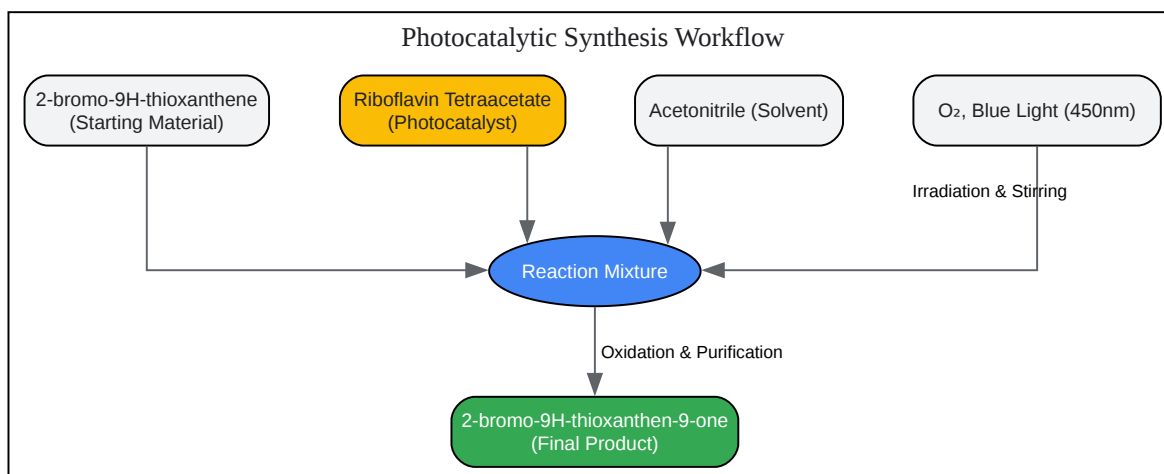 Photocatalytic Synthesis Workflow
2-bromo-9H-thioxanthene
(Starting Material)
Riboflavin Tetraacetate
(Photocatalyst)
Acetonitrile (Solvent)
O₂, Blue Light (450nm)
Irradiation & Stirring
Reaction Mixture
Oxidation & Purification
2-bromo-9H-thioxanthen-9-one
(Final Product)